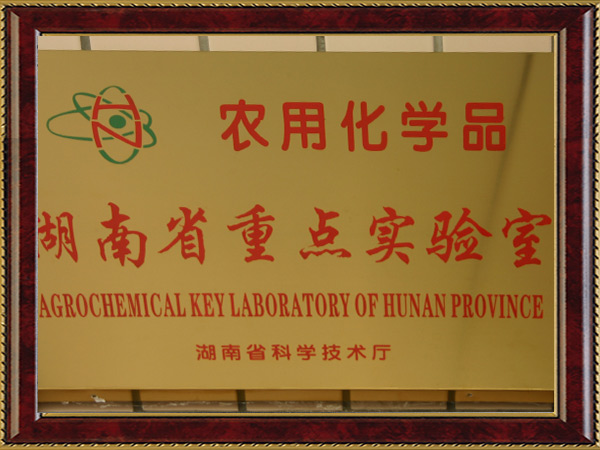 农用化学品
湖南省重点实验室
AGROCHEMICAL KEY LABORATORY OF HUNAN PROVINCE
湖南省科学技术厅